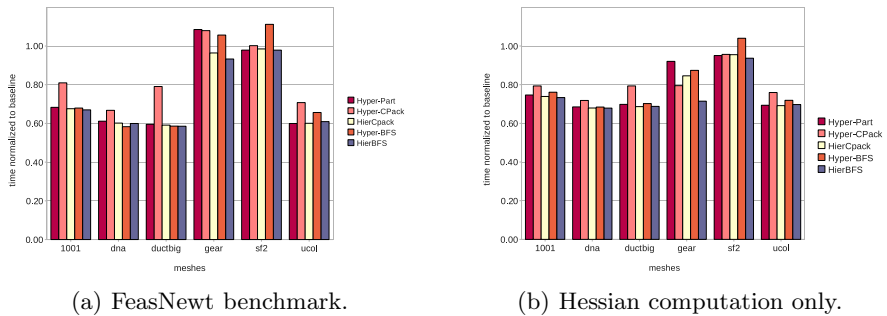 time normalized to baseline
1.00
0.80
0.60
0.40
0.20
0.00
1001 dna ductbig gear sf2 ucol
meshes
Hyper-Part
Hyper-CPack
HierCpack
Hyper-BFS
HierBFS
(a) FeasNewt benchmark.
time normalized to baseline
1.00
0.80
0.60
0.40
0.20
0.00
1001 dna ductbig gear sf2 ucol
meshes
Hyper-Part
Hyper-CPack
HierCpack
Hyper-BFS
HierBFS
(b) Hessian computation only.